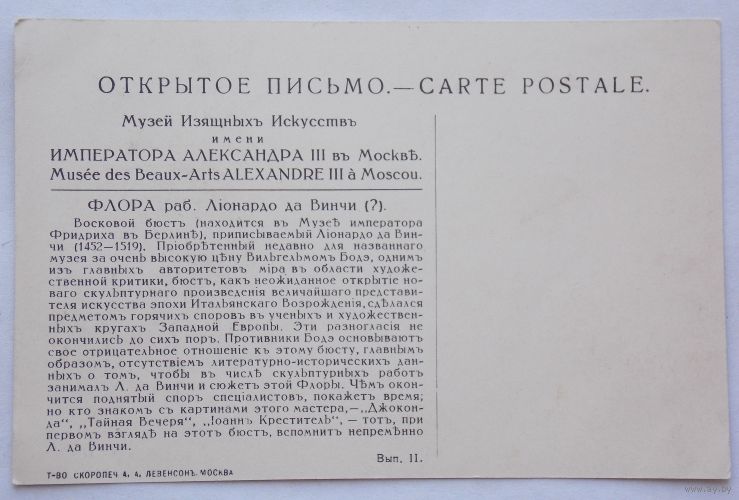 ОТКРЫТОЕ ПИСЬМО.—CARTE POSTALE.
Музей Изящныхъ Искусствъ
имени
ИМПЕРАТОРА АЛЕКСАНДРА III въ Москвѣ.
Musée des Beaux-Arts ALEXANDRE III à Moscou.
ФЛОРА раб. Ліонардо да Винчи (?).
Восковой бюстъ (находится въ Музеѣ императора
Фридриха въ Берлинѣ), приписываемый Ліонардо да Вин-
чи (1452—1519). Пріобрѣтенный недавно для названнаго
музея за очень высокую цѣну Вильгельмомъ Бодэ, однимъ
изъ главныхъ авторитетовъ міра въ области художе-
ственной критики, бюстъ, какъ неожиданное открытіе но-
ваго скульптурнаго произведенія величайшаго представи-
теля искусства эпохи Итальянскаго Возрожденія, сдѣлался
предметомъ горячихъ споровъ въ ученыхъ и художествен-
ныхъ кругахъ Западной Европы. Эти разногласія не
окончились до сихъ поръ. Противники Бодэ основываютъ
свое отрицательное отношеніе къ этому бюсту, главнымъ
образомъ, отсутствіемъ литературно-историческихъ дан-
ныхъ о томъ, чтобы въ числѣ скульптурныхъ работъ
занималъ Л. да Винчи и сюжетъ этой Флоры. Чѣмъ окон-
чится поднятый споръ спеціалистовъ, покажетъ время;
но кто знакомъ съ картинами этого мастера,—„Джокон-
да“, „Тайная Вечеря“, „Іоаннъ Креститель“, — тотъ, при
первомъ взглядѣ на этотъ бюстъ, вспомнитъ непремѣнно
Л. да Винчи.
Вып. II.
Т-ВО СКОРОПЕЧ А. А. ЛЕВЕНСОНЪ. МОСКВА
www.ay.by